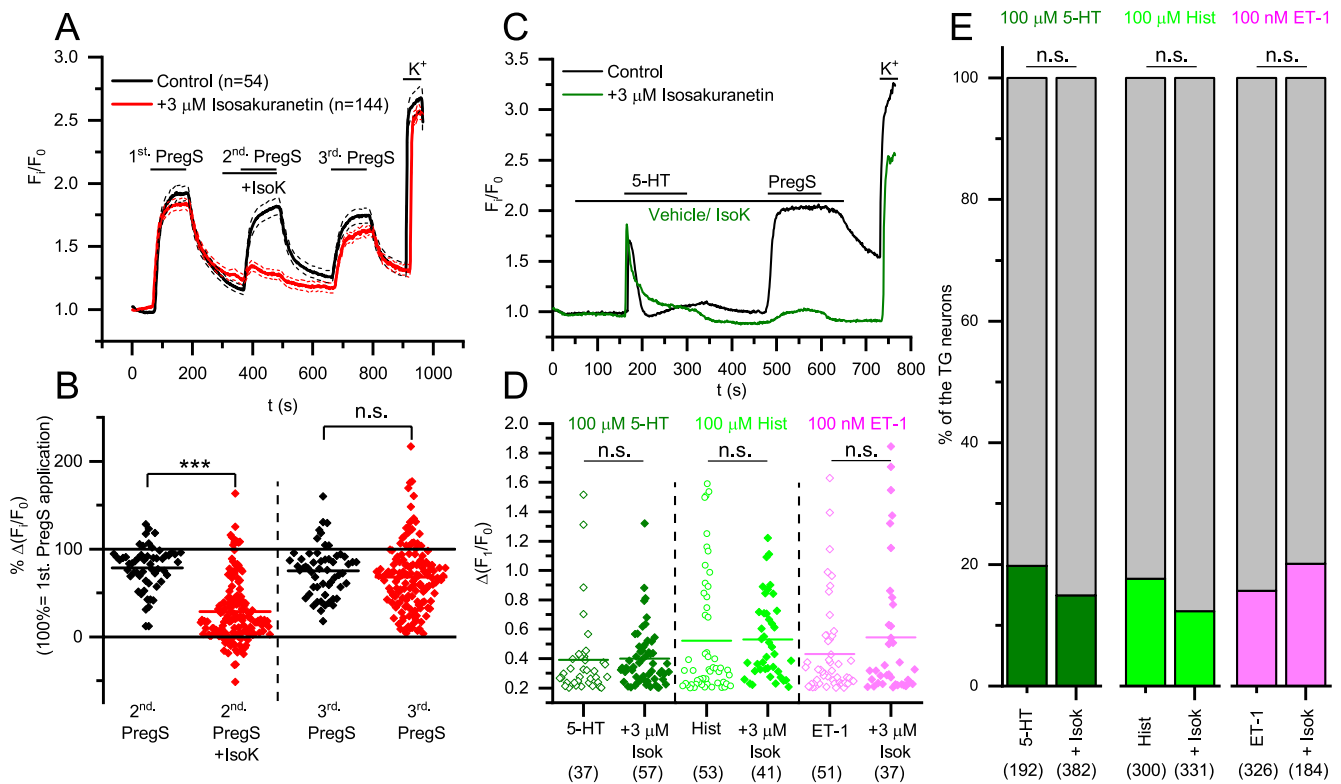 A
3.0
2.5
2.0
1.5
1.0
Fi/F0
Control (n=54)
+3 μM Isosakuranetin (n=144)
K+
1st. PregS
2nd. PregS
3rd. PregS
+IsoK
0
200
400
600
800
1000
t (s)
B
% Δ(Fi/F0)
(100%= 1st. PregS application)
200
100
0
***
n.s.
2nd.
PregS
2nd.
PregS
+IsoK
3rd.
PregS
3rd.
PregS
C
3.5
3.0
2.5
2.0
1.5
1.0
Fi/F0
Control
+3 μM Isosakuranetin
K+
5-HT
PregS
Vehicle/ IsoK
0
100
200
300
400
500
600
700
800
t (s)
D
Δ(F1/F0)
2.0
1.8
1.6
1.4
1.2
1.0
0.8
0.6
0.4
0.2
100 μM 5-HT
100 μM Hist
100 nM ET-1
n.s.
n.s.
n.s.
5-HT
+3 μM
Isok
Hist
+3 μM
Isok
ET-1
+3 μM
Isok
(37)
(57)
(53)
(41)
(51)
(37)
E
100 μM 5-HT
100 μM Hist
100 nM ET-1
n.s.
n.s.
n.s.
% of the TG neurons
100
80
60
40
20
0
5-HT
+ Isok
Hist
+ Isok
ET-1
+ Isok
(192)
(382)
(300)
(331)
(326)
(184)